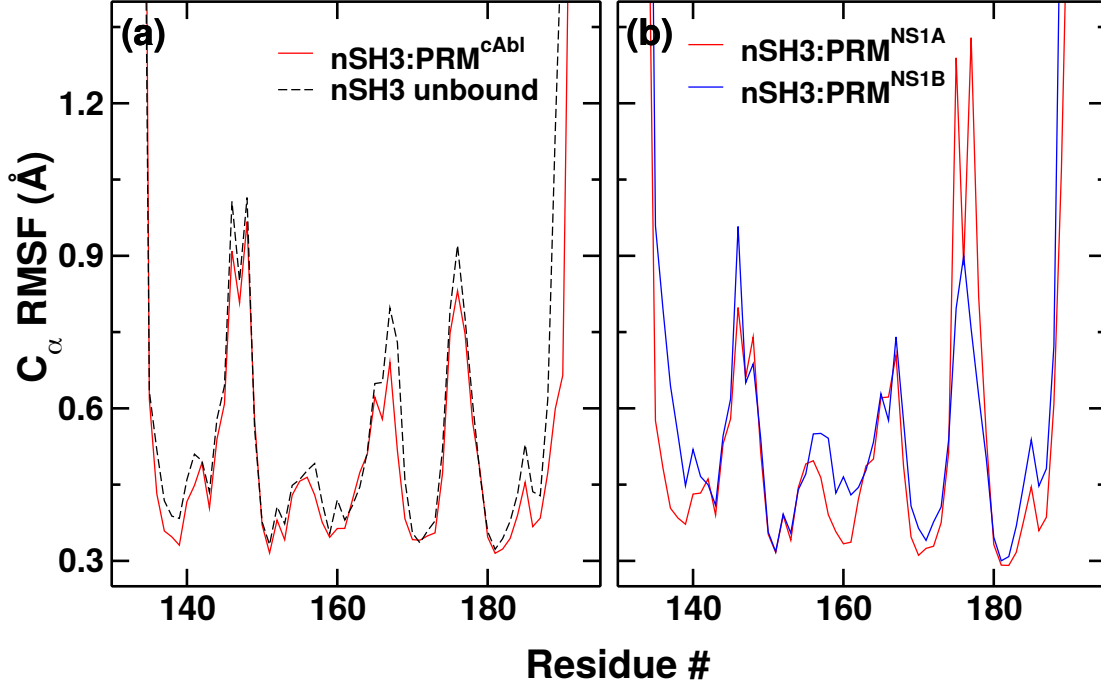 (a)
nSH3:PRM^cAbl
nSH3 unbound
(b)
nSH3:PRM^NS1A
nSH3:PRM^NS1B
C_α RMSF (Å)
1.2
0.9
0.6
0.3
140 160 180 140 160 180
Residue #